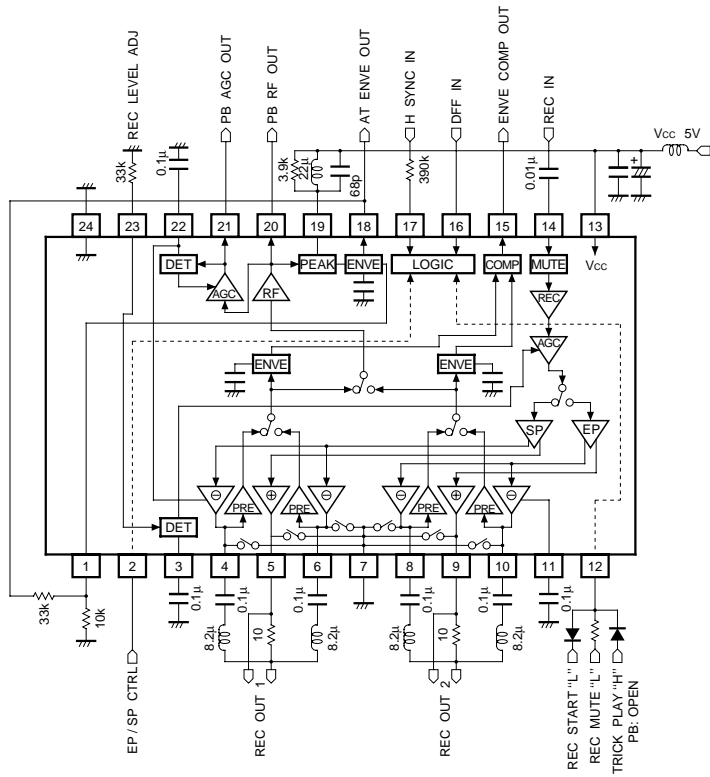 REC LEVEL ADJ
PB AGC OUT
PB RF OUT
AT ENVE OUT
H SYNC IN
DFF IN
ENVE COMP OUT
REC IN
Vcc 5V
33k
0.1μ
3.9k
22μ
68p
390k
0.01μ
24
23
22
21
20
19
18
17
16
15
14
13
DET
PEAK
ENVE
LOGIC
COMP
MUTE
Vcc
AGC
RF
REC
AGC
ENVE
ENVE
SP
EP
⊖
PRE
⊕
PRE
⊖
⊖
PRE
⊕
PRE
⊖
DET
1
2
3
4
5
6
7
8
9
10
11
12
33k
10k
0.1μ
0.1μ
0.1μ
0.1μ
0.1μ
0.1μ
8.2μ
10
8.2μ
8.2μ
10
8.2μ
EP / SP CTRL
REC OUT 1
REC OUT 2
REC START "L"
REC MUTE "L"
TRICK PLAY "H"
PB: OPEN
+